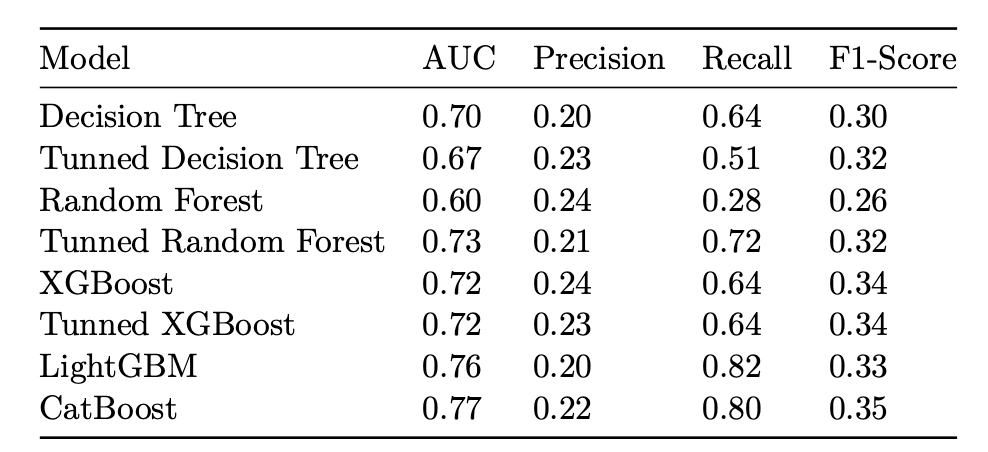 Model AUC Precision Recall F1-Score
Decision Tree 0.70 0.20 0.64 0.30
Tunned Decision Tree 0.67 0.23 0.51 0.32
Random Forest 0.60 0.24 0.28 0.26
Tunned Random Forest 0.73 0.21 0.72 0.32
XGBoost 0.72 0.24 0.64 0.34
Tunned XGBoost 0.72 0.23 0.64 0.34
LightGBM 0.76 0.20 0.82 0.33
CatBoost 0.77 0.22 0.80 0.35